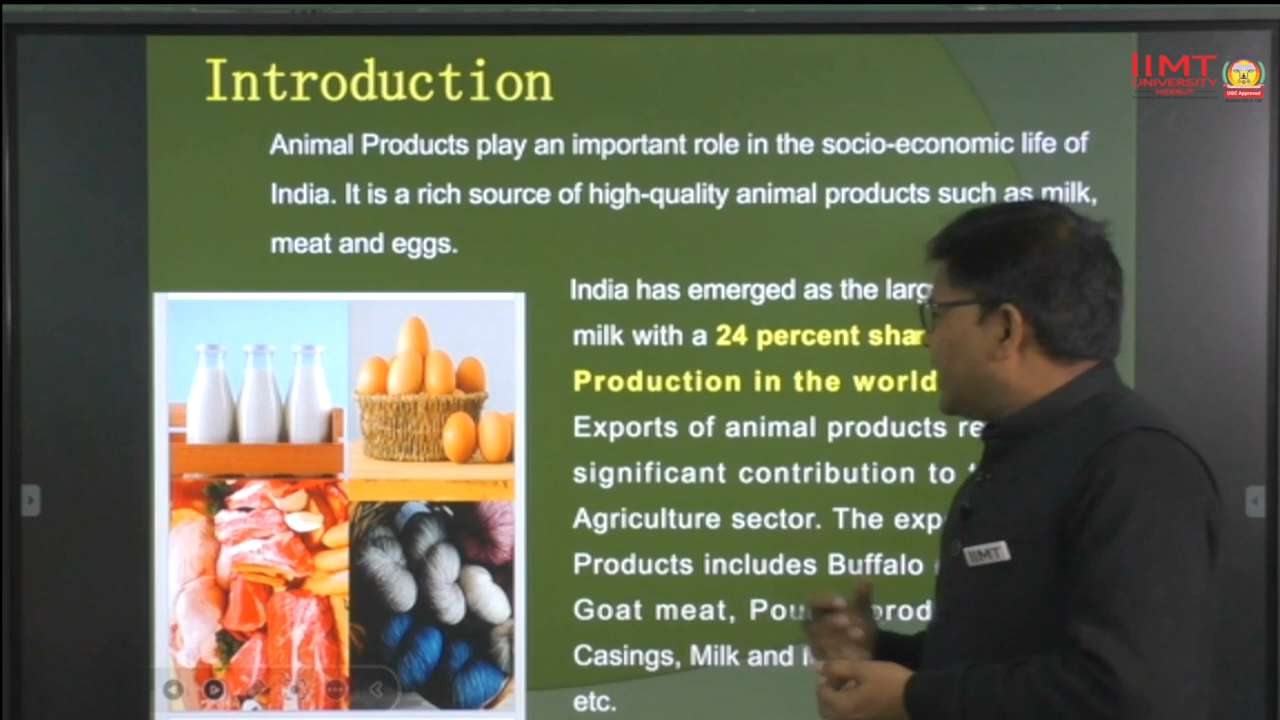 Introduction
IIMT
UNIVERSITY
MEERUT
UGC Approved
Animal Products play an important role in the socio-economic life of
India. It is a rich source of high-quality animal products such as milk,
meat and eggs.
India has emerged as the larg
milk with a 24 percent shar
Production in the world
Exports of animal products re
significant contribution to t
Agriculture sector. The exp
Products includes Buffalo
Goat meat, Pou prod
Casings, Milk and
etc.
IIMT